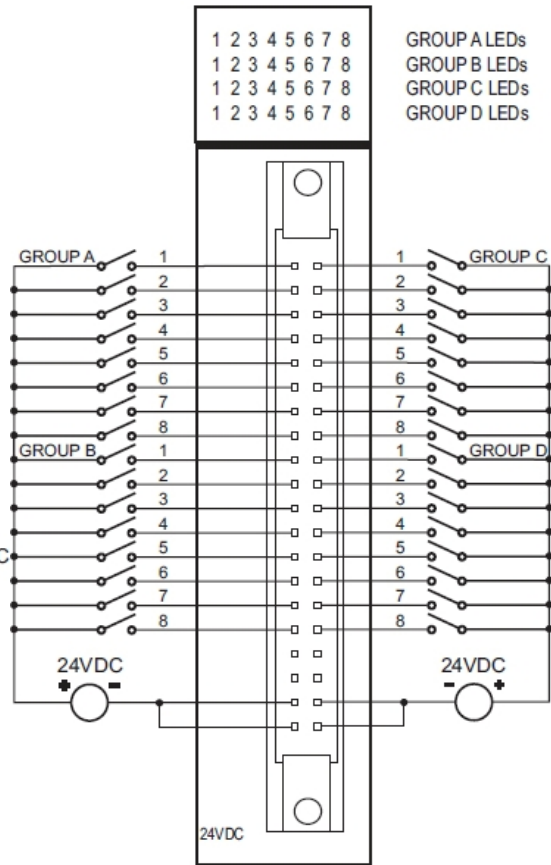 1 2 3 4 5 6 7 8 GROUP A LEDs
1 2 3 4 5 6 7 8 GROUP B LEDs
1 2 3 4 5 6 7 8 GROUP C LEDs
1 2 3 4 5 6 7 8 GROUP D LEDs
GROUP A 1 1 GROUP C
2 2
3 3
4 4
5 5
6 6
7 7
8 8
GROUP B 1 1 GROUP D
2 2
3 3
4 4
C 5 5
6 6
7 7
8 8
24VDC 24VDC
+ - - +
24VDC